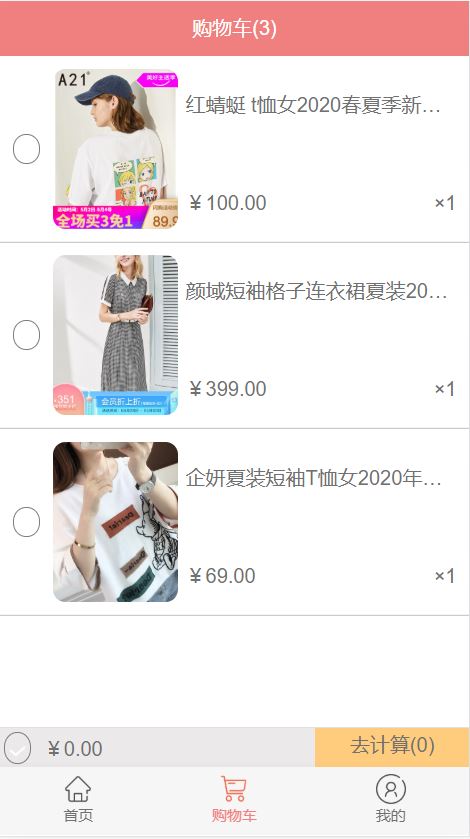 购物车(3)
A21
美好生活季
红蜻蜓 t恤女2020春夏季新...
全场买3免1
89.9
￥100.00
×1
颜域短袖格子连衣裙夏装20...
￥351
会员折上折
￥399.00
×1
企妍夏装短袖T恤女2020年...
￥69.00
×1
￥0.00
去计算(0)
首页
购物车
我的